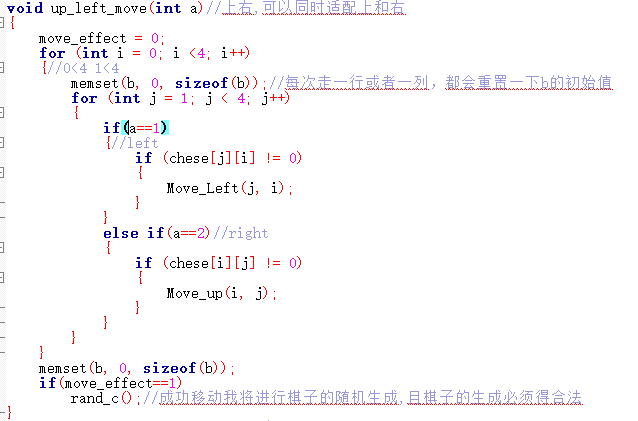 void up_left_move(int a)//上右,可以同时适配上和右
{
move_effect = 0;
for (int i = 0; i <4; i++)
{//0<4 1<4
memset(b, 0, sizeof(b));//每次走一行或者一列，都会重置一下b的初始值
for (int j = 1; j < 4; j++)
{
if(a==1)
{//left
if (chese[j][i] != 0)
{
Move_Left(j, i);
}
}
else if(a==2)//right
{
if (chese[i][j] != 0)
{
Move_up(i, j);
}
}
}
}
memset(b, 0, sizeof(b));
if(move_effect==1)
rand_c();//成功移动我将进行棋子的随机生成,且棋子的生成必须得合法
}